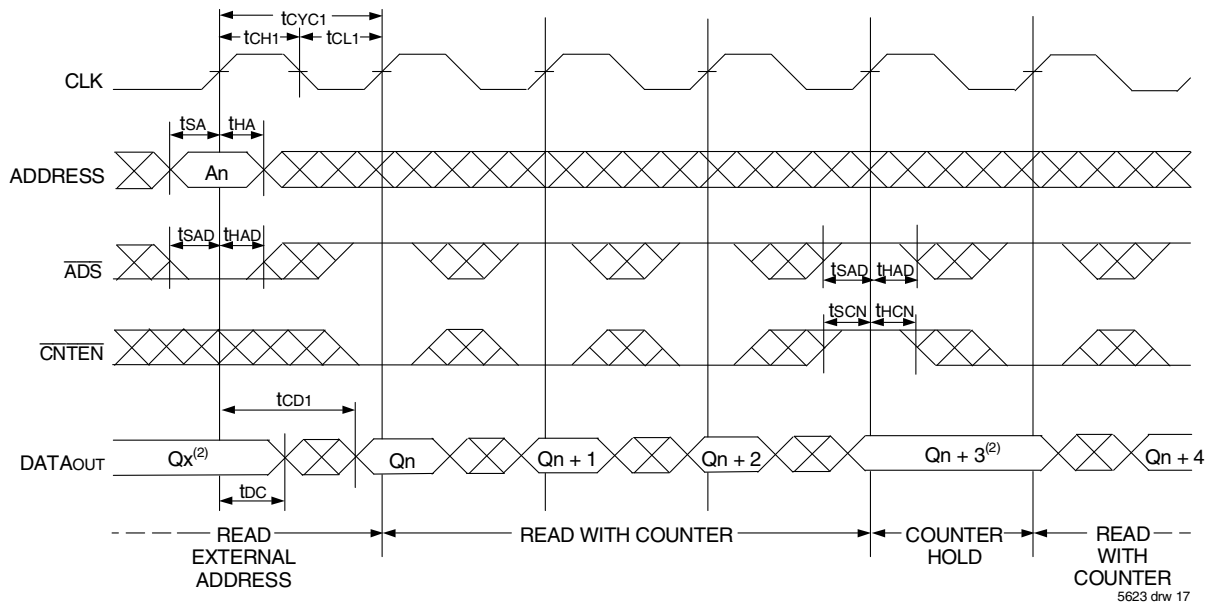 tCYC1
tCH1 tCL1
CLK
tSA tHA
ADDRESS An
tSAD tHAD
ADS
tSAD tHAD
tSCN tHCN
CNTEN
tCD1
DATAOUT Qx(2) Qn Qn + 1 Qn + 2 Qn + 3(2) Qn + 4
tDC
READ EXTERNAL ADDRESS
READ WITH COUNTER
COUNTER HOLD
READ WITH COUNTER
5623 drw 17